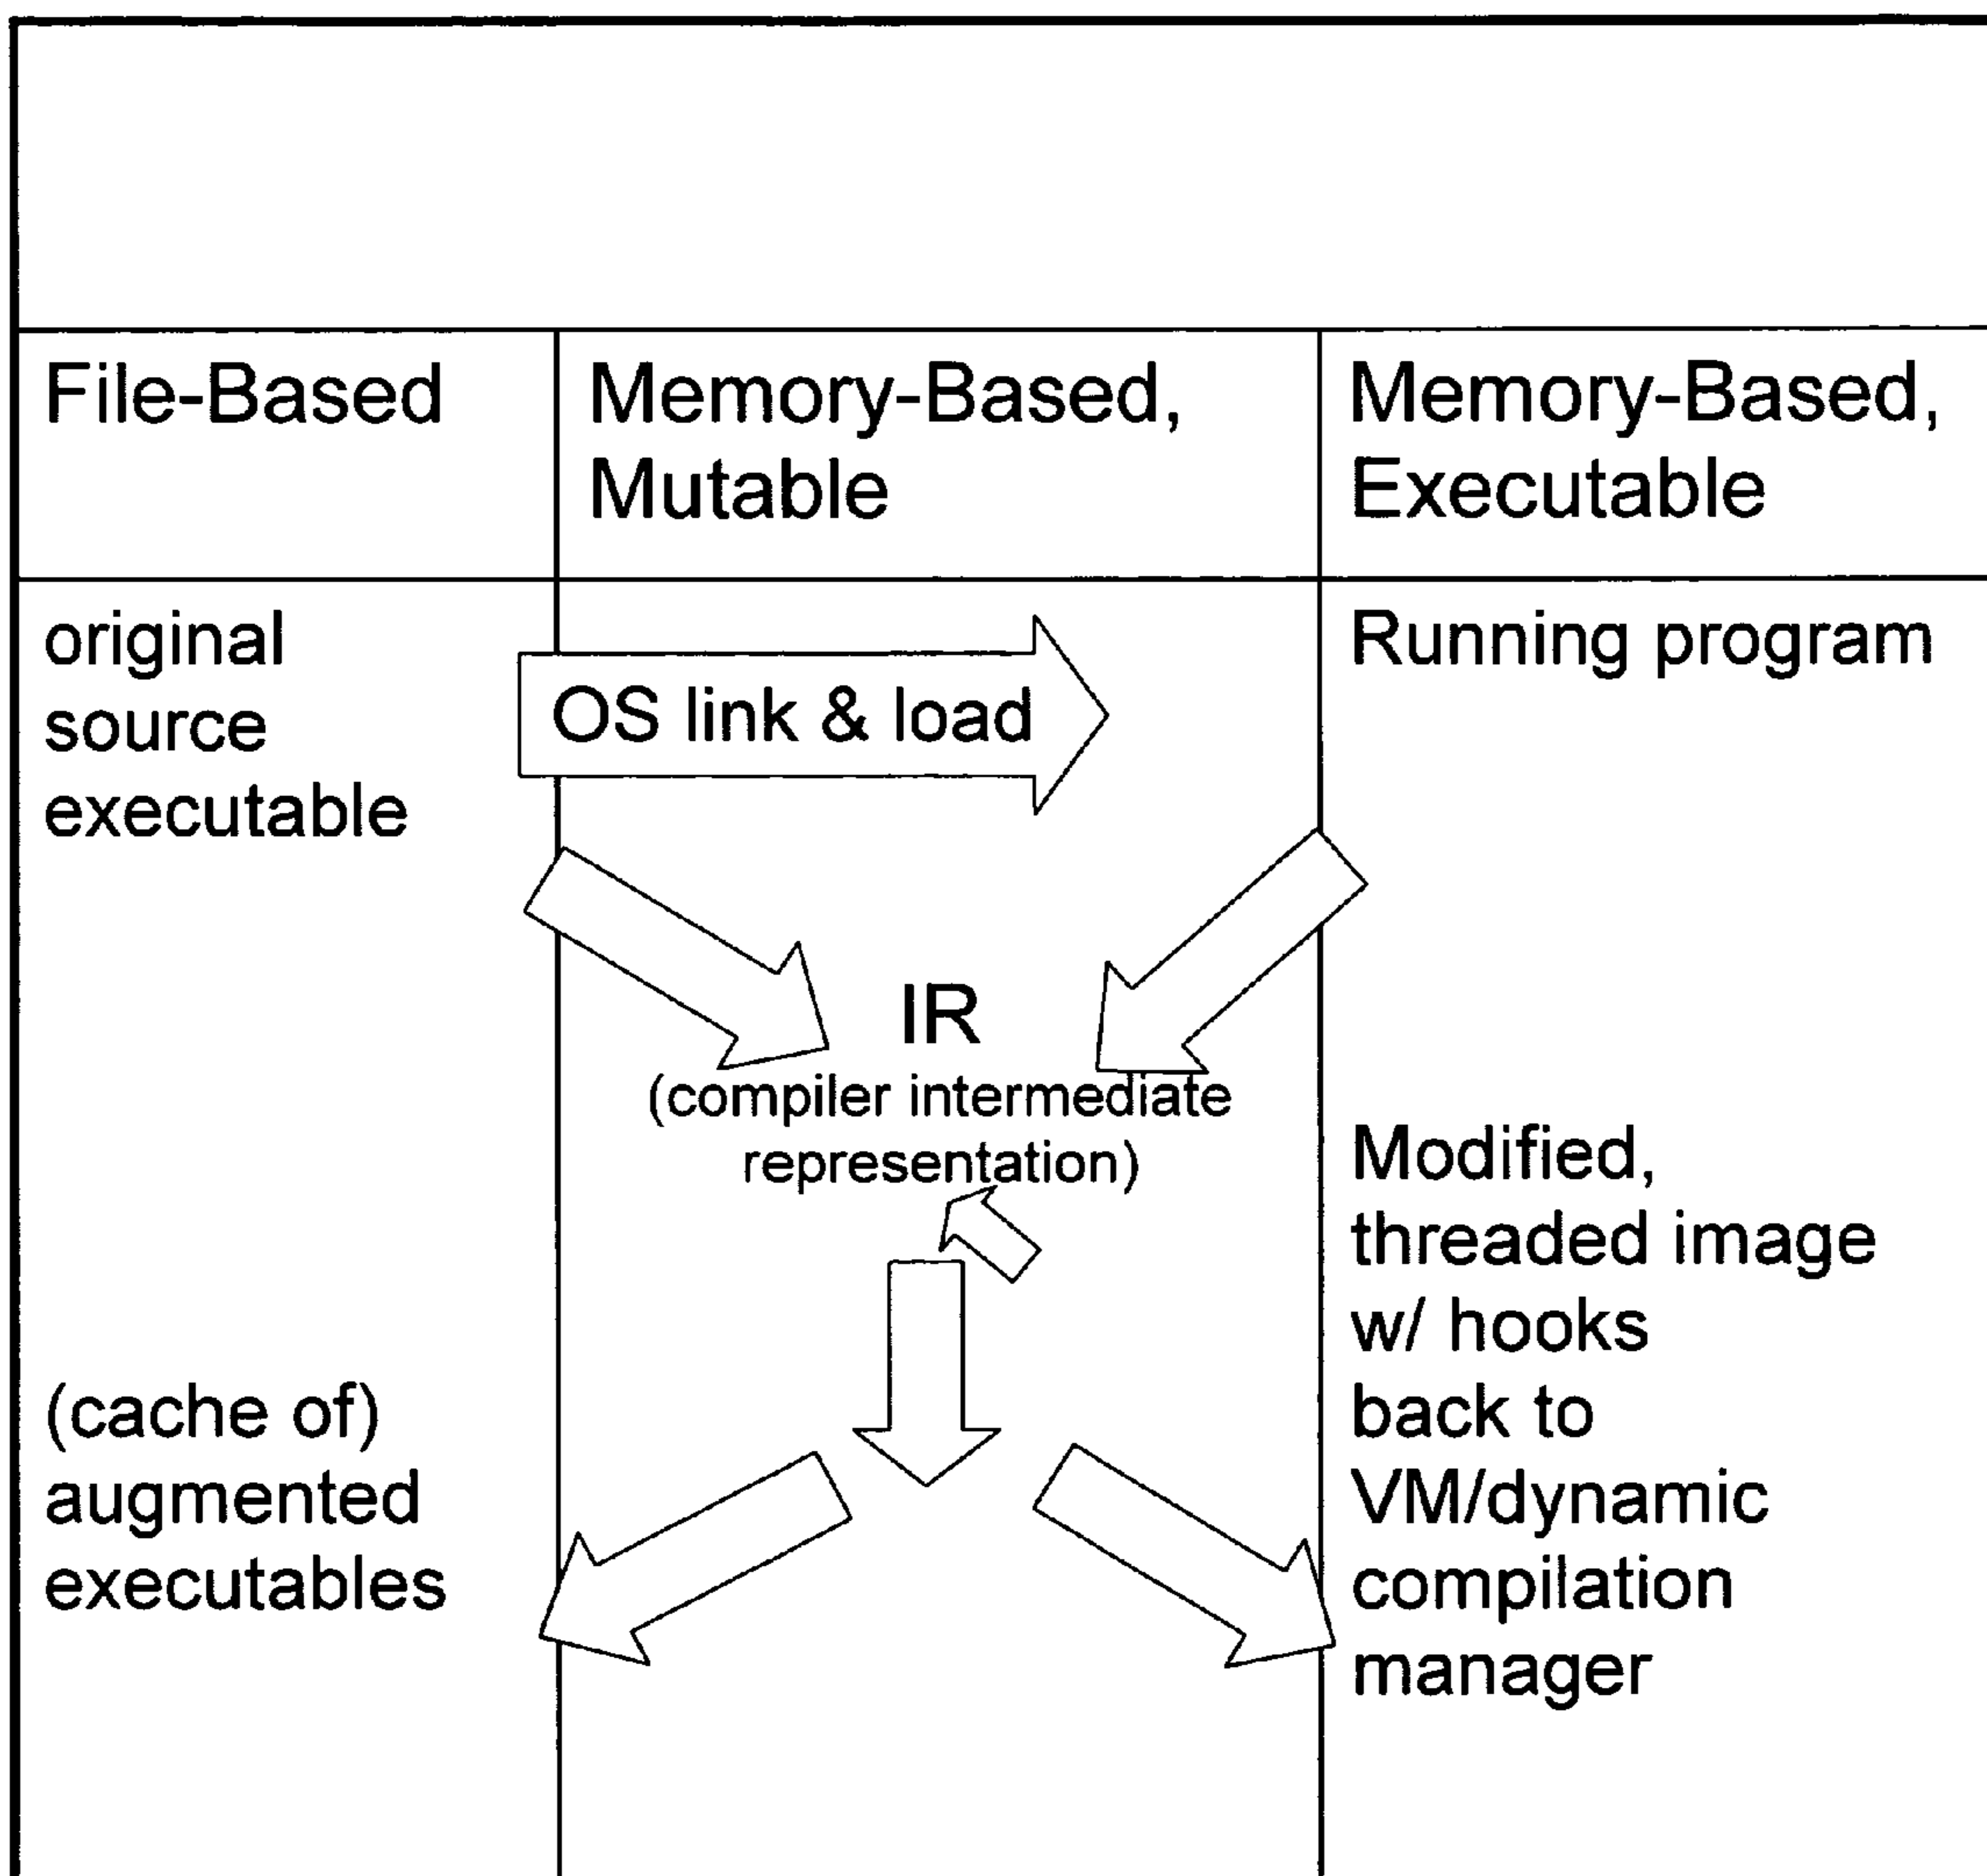 File-Based
Memory-Based,
Mutable
Memory-Based,
Executable
original
source
executable
OS link & load
Running program
IR
(compiler intermediate
representation)
(cache of)
augmented
executables
Modified,
threaded image
w/ hooks
back to
VM/dynamic
compilation
manager